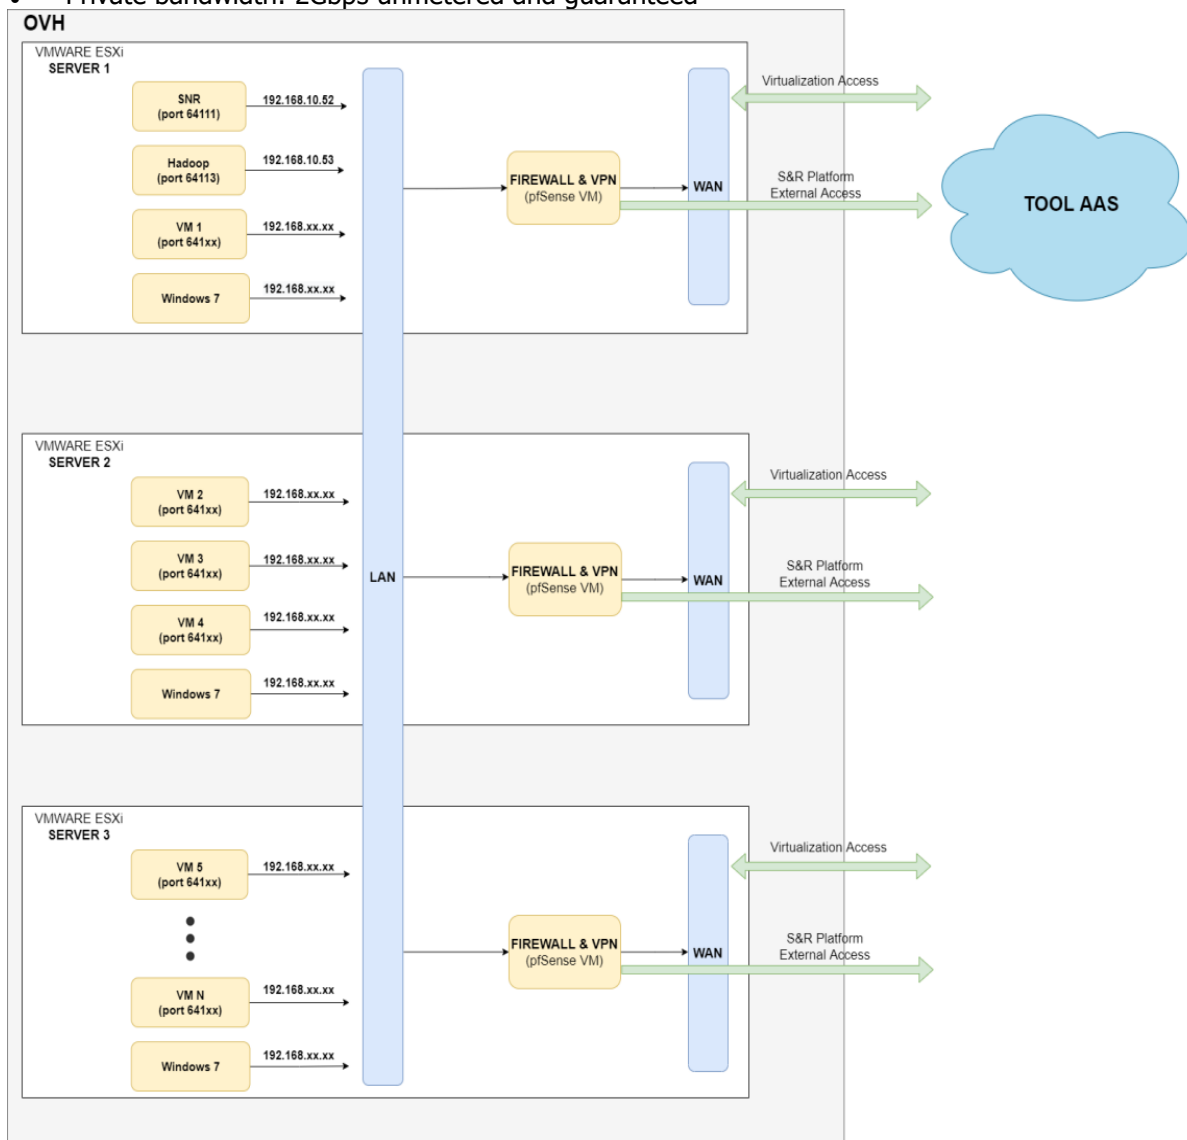 • Private bandwidth: 2Gbps unmetered and guaranteed
OVH
VMWARE ESXi
SERVER 1
SNR
(port 64111)
192.168.10.52
Hadoop
(port 64113)
192.168.10.53
VM 1
(port 641xx)
192.168.xx.xx
Windows 7
192.168.xx.xx
FIREWALL & VPN
(pfSense VM)
WAN
Virtualization Access
S&R Platform
External Access
TOOL AAS
VMWARE ESXi
SERVER 2
VM 2
(port 641xx)
192.168.xx.xx
VM 3
(port 641xx)
192.168.xx.xx
VM 4
(port 641xx)
192.168.xx.xx
Windows 7
192.168.xx.xx
LAN
FIREWALL & VPN
(pfSense VM)
WAN
Virtualization Access
S&R Platform
External Access
VMWARE ESXi
SERVER 3
VM 5
(port 641xx)
192.168.xx.xx
VM N
(port 641xx)
192.168.xx.xx
Windows 7
192.168.xx.xx
FIREWALL & VPN
(pfSense VM)
WAN
Virtualization Access
S&R Platform
External Access